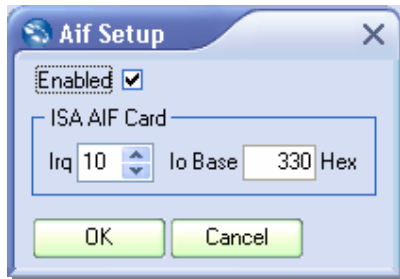 Aif Setup
Enabled
ISA AIF Card
Irq 10 Io Base 330 Hex
OK Cancel